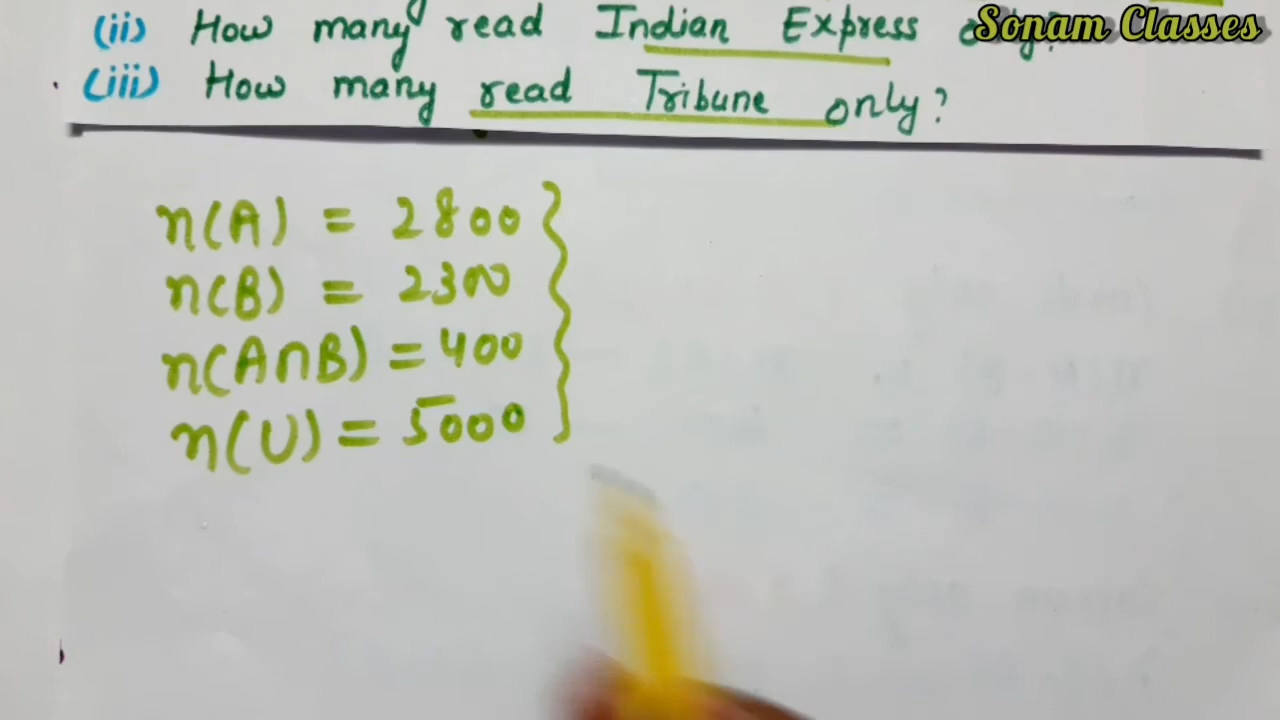 (ii) How many read Indian Express
Sonam Classes
(iii) How many read Tribune only?
n(A) = 2800
n(B) = 2300
n(A∩B) = 400
n(U) = 5000